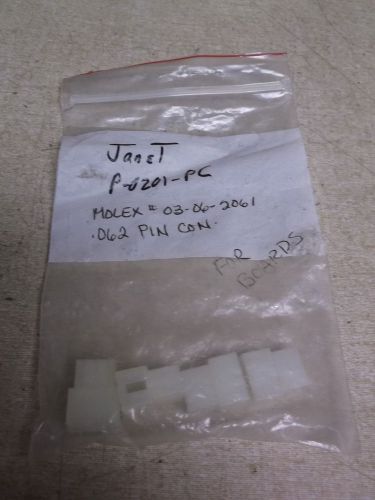 JanET
P-0201-PC
MOLEX # 03-06-2061
.062 PIN CON.
FOR
BOARDS